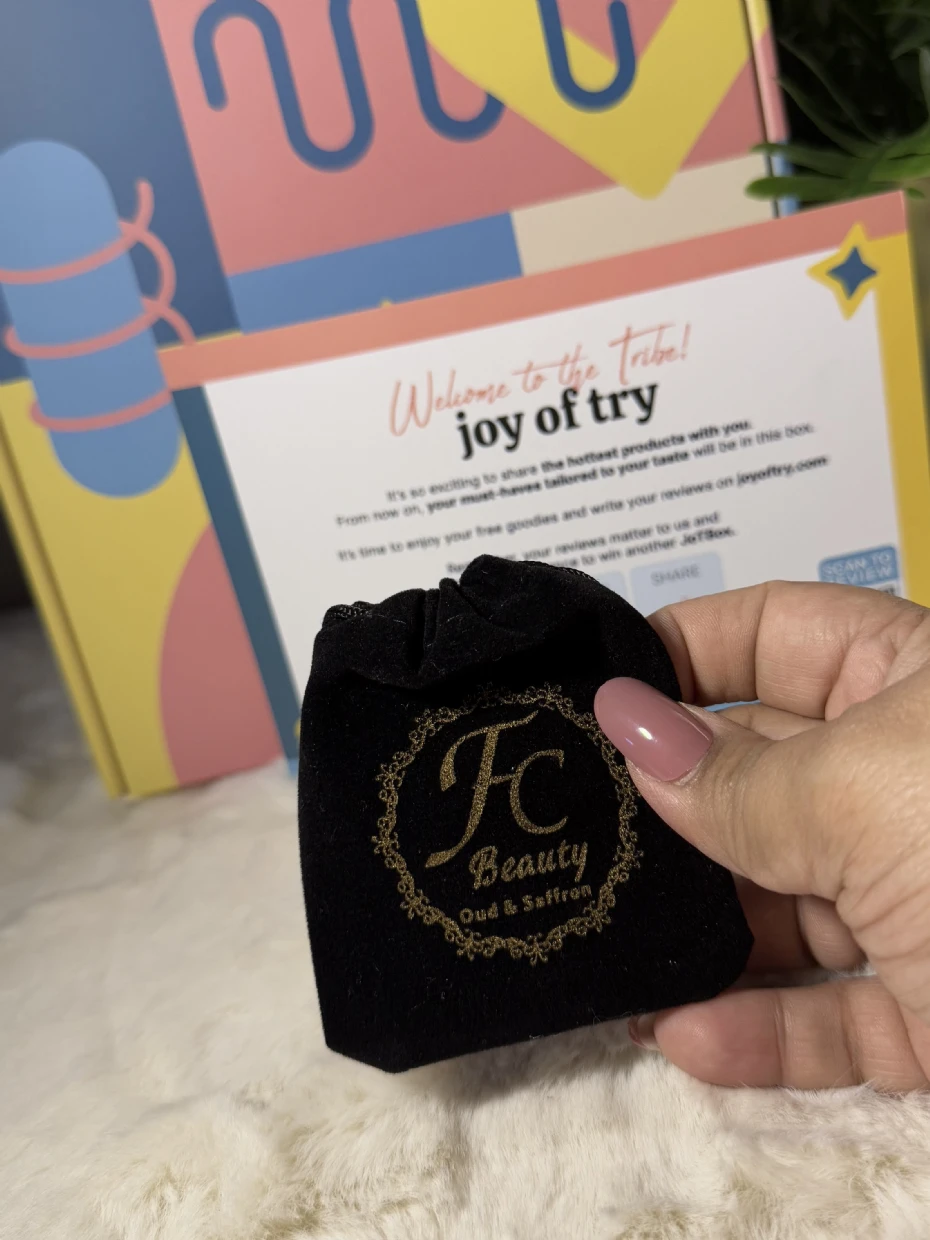 Welcome to the Tribe!
joy of try
It's so exciting to share the hottest products with you.
From now on, your must-haves tailored to your taste will be in this box.
It's time to enjoy your free goodies and write your reviews on joyoftry.com
your reviews matter to us and
to win another JoTBox.
SHARE
SCAN TO
REVIEW
Fc
Beauty
Oud & Saffron